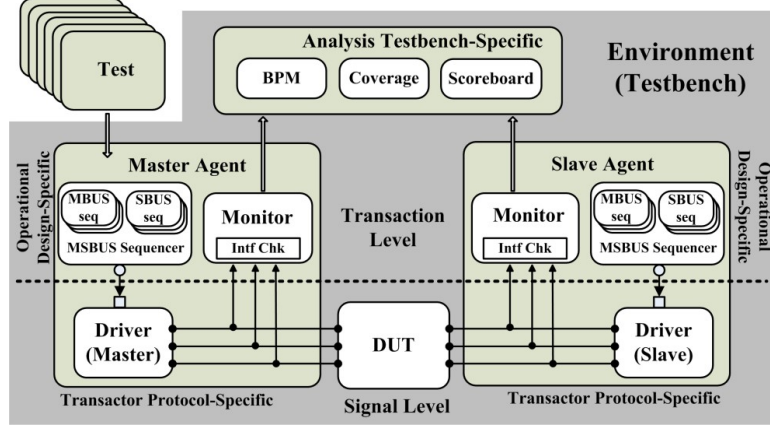 Test
Analysis Testbench-Specific
BPM
Coverage
Scoreboard
Environment
(Testbench)
Operational
Design-Specific
Master Agent
MBUS
seq
SBUS
seq
MSBUS Sequencer
Monitor
Intf Chk
Transaction
Level
Slave Agent
Monitor
Intf Chk
MBUS
seq
SBUS
seq
MSBUS Sequencer
Operational
Design-Specific
Driver
(Master)
DUT
Driver
(Slave)
Transactor Protocol-Specific
Signal Level
Transactor Protocol-Specific